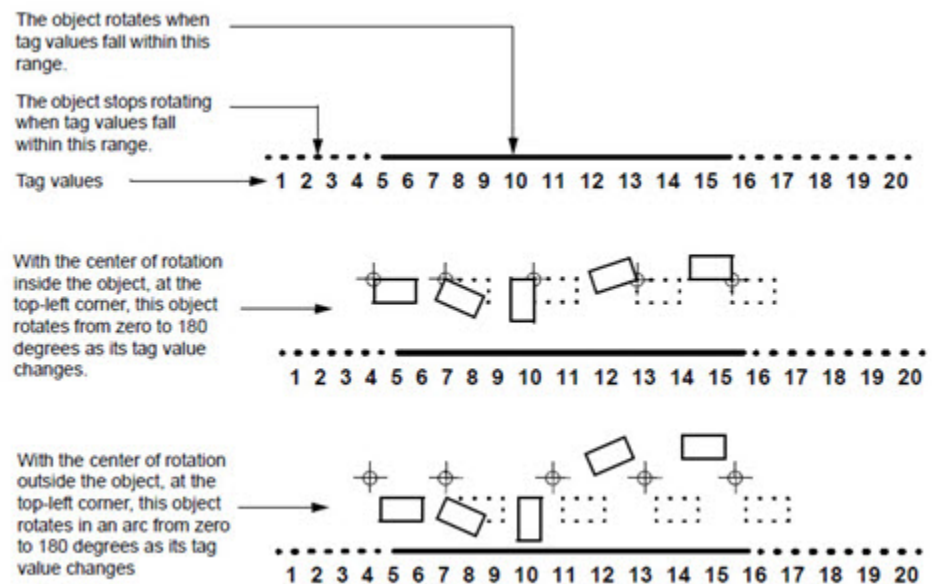 The object rotates when
tag values fall within this
range.
The object stops rotating
when tag values fall
within this range.
Tag values
1 2 3 4 5 6 7 8 9 10 11 12 13 14 15 16 17 18 19 20
With the center of rotation
inside the object, at the
top-left corner, this object
rotates from zero to 180
degrees as its tag value
changes.
1 2 3 4 5 6 7 8 9 10 11 12 13 14 15 16 17 18 19 20
With the center of rotation
outside the object, at the
top-left corner, this object
rotates in an arc from zero
to 180 degrees as its tag
value changes
1 2 3 4 5 6 7 8 9 10 11 12 13 14 15 16 17 18 19 20